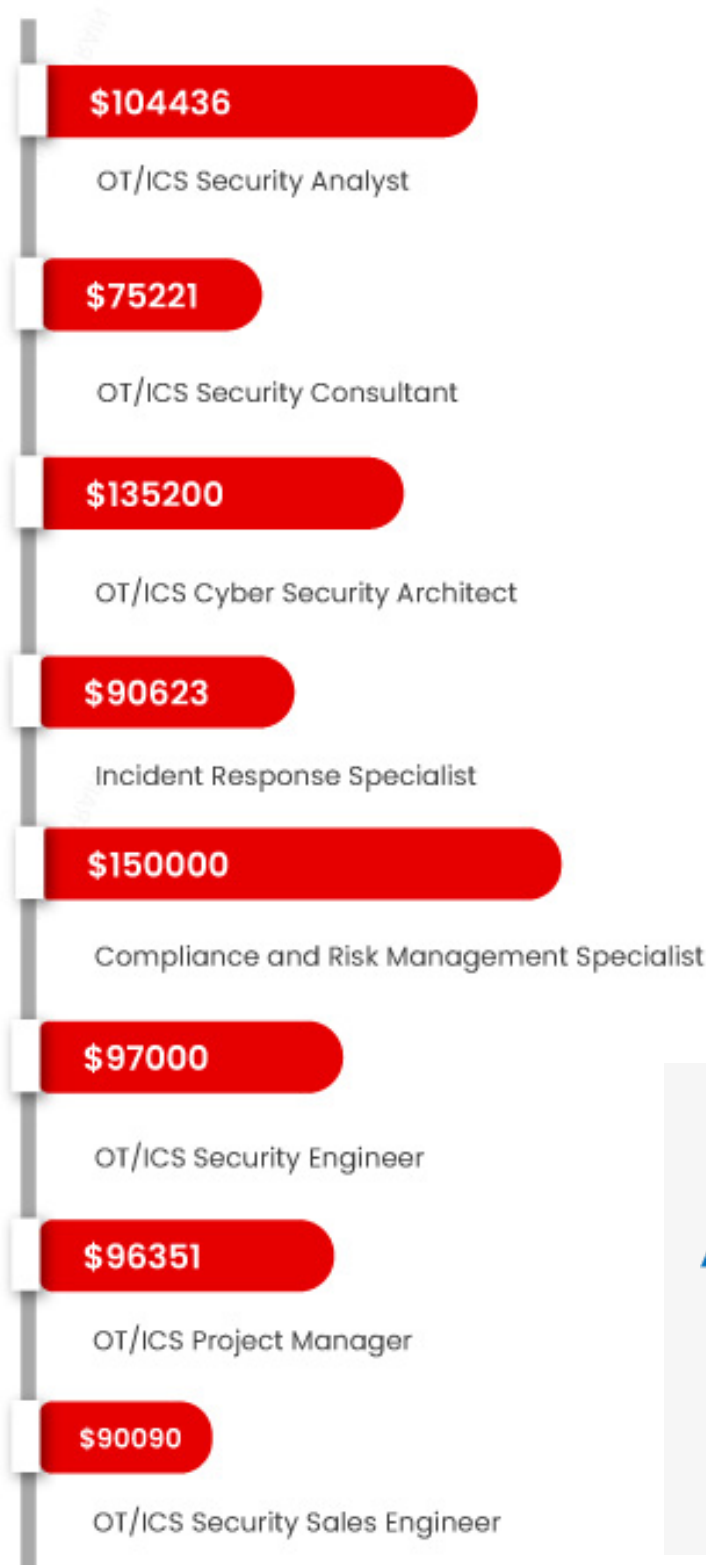 $104436
OT/ICS Security Analyst
$75221
OT/ICS Security Consultant
$135200
OT/ICS Cyber Security Architect
$90623
Incident Response Specialist
$150000
Compliance and Risk Management Specialist
$97000
OT/ICS Security Engineer
$96351
OT/ICS Project Manager
$90090
OT/ICS Security Sales Engineer